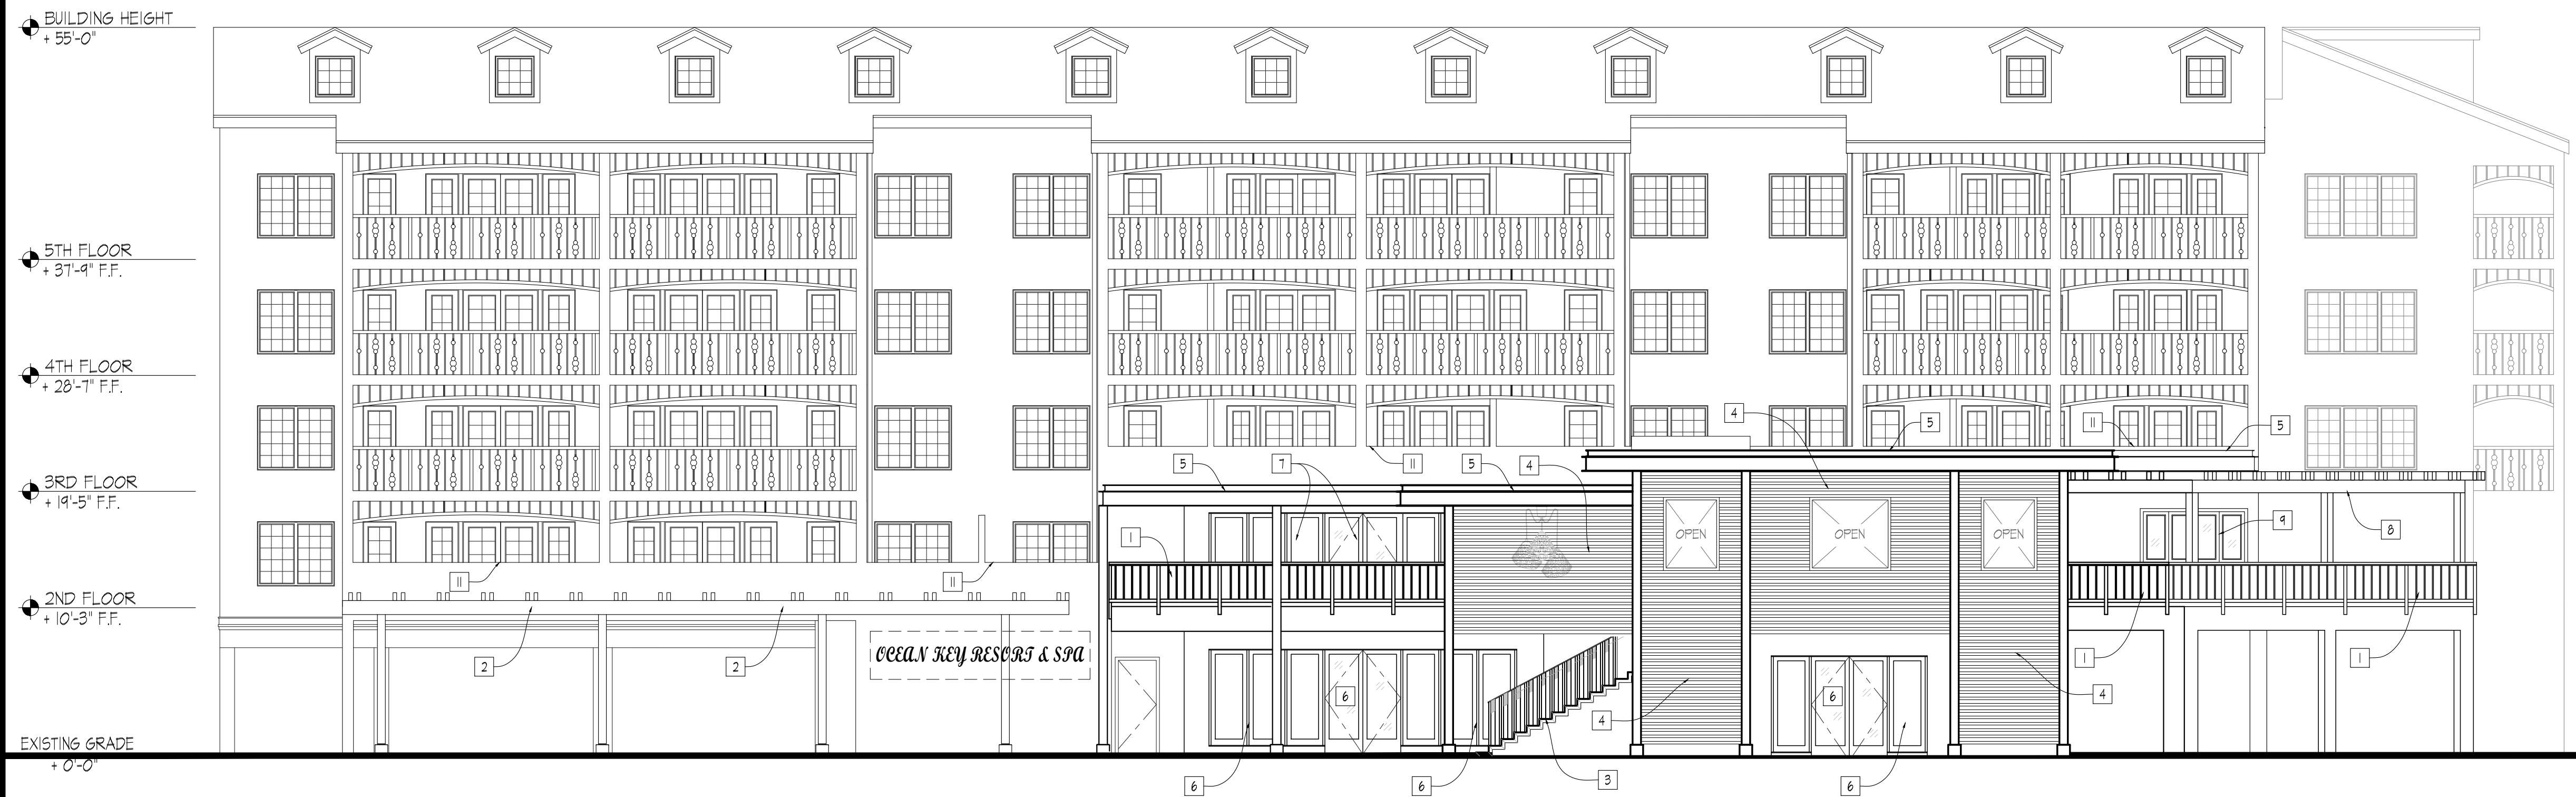 BUILDING HEIGHT
+ 55'-0"
5TH FLOOR
+ 37'-9" F.F.
4TH FLOOR
+ 28'-7" F.F.
4
5
11
5
5
7
11
5
4
3RD FLOOR
+ 19'-5" F.F.
1
OPEN
OPEN
OPEN
9
8
11
11
2ND FLOOR
+ 10'-3" F.F.
OCEAN KEY RESORT & SPA
2
2
1
1
6
6
4
4
EXISTING GRADE
+ 0'-0"
6
6
3
6